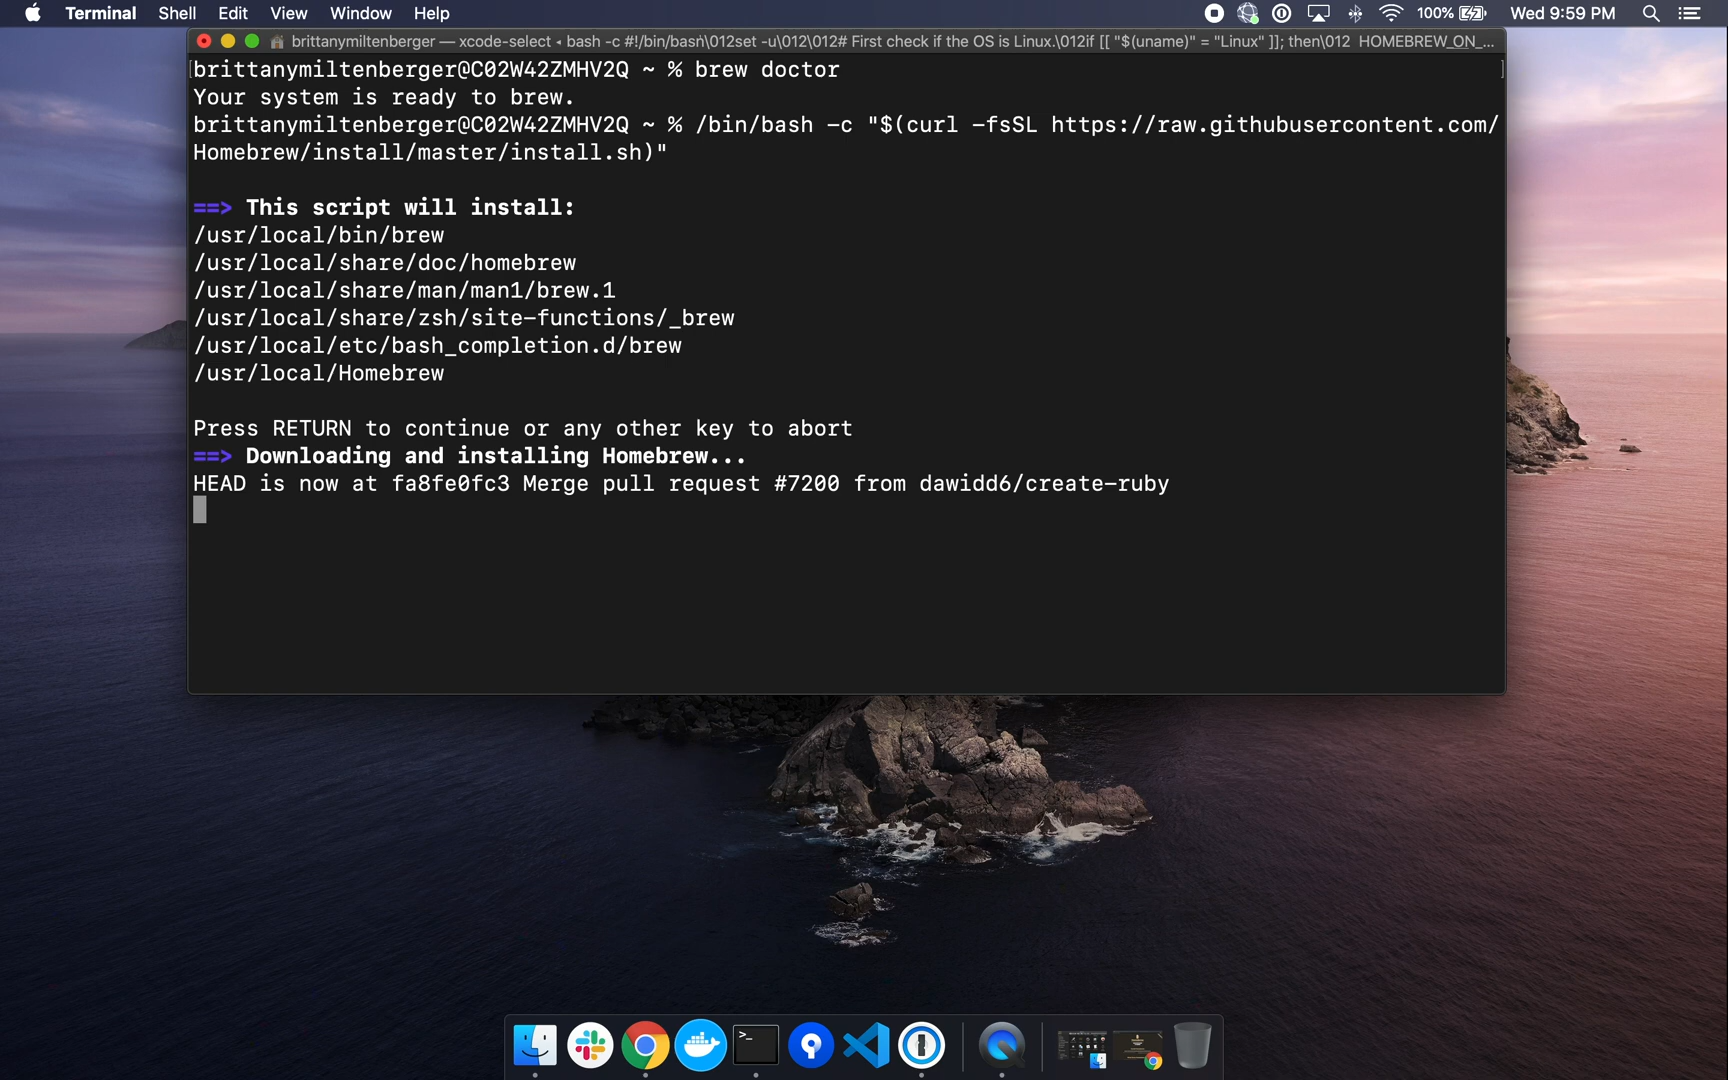 Terminal Shell Edit View Window Help 100% Wed 9:59 PM
brittanymiltenberger — xcode-select ◂ bash -c #!/bin/bash\012set -u\012\012# First check if the OS is Linux.\012if [[ "$(uname)" = "Linux" ]]; then\012 HOMEBREW_ON_...
[brittanymiltenberger@C02W42ZMHV2Q ~ % brew doctor ]
Your system is ready to brew.
brittanymiltenberger@C02W42ZMHV2Q ~ % /bin/bash -c "$(curl -fsSL https://raw.githubusercontent.com/
Homebrew/install/master/install.sh)"
==> This script will install:
/usr/local/bin/brew
/usr/local/share/doc/homebrew
/usr/local/share/man/man1/brew.1
/usr/local/share/zsh/site-functions/_brew
/usr/local/etc/bash_completion.d/brew
/usr/local/Homebrew
Press RETURN to continue or any other key to abort
==> Downloading and installing Homebrew...
HEAD is now at fa8fe0fc3 Merge pull request #7200 from dawidd6/create-ruby